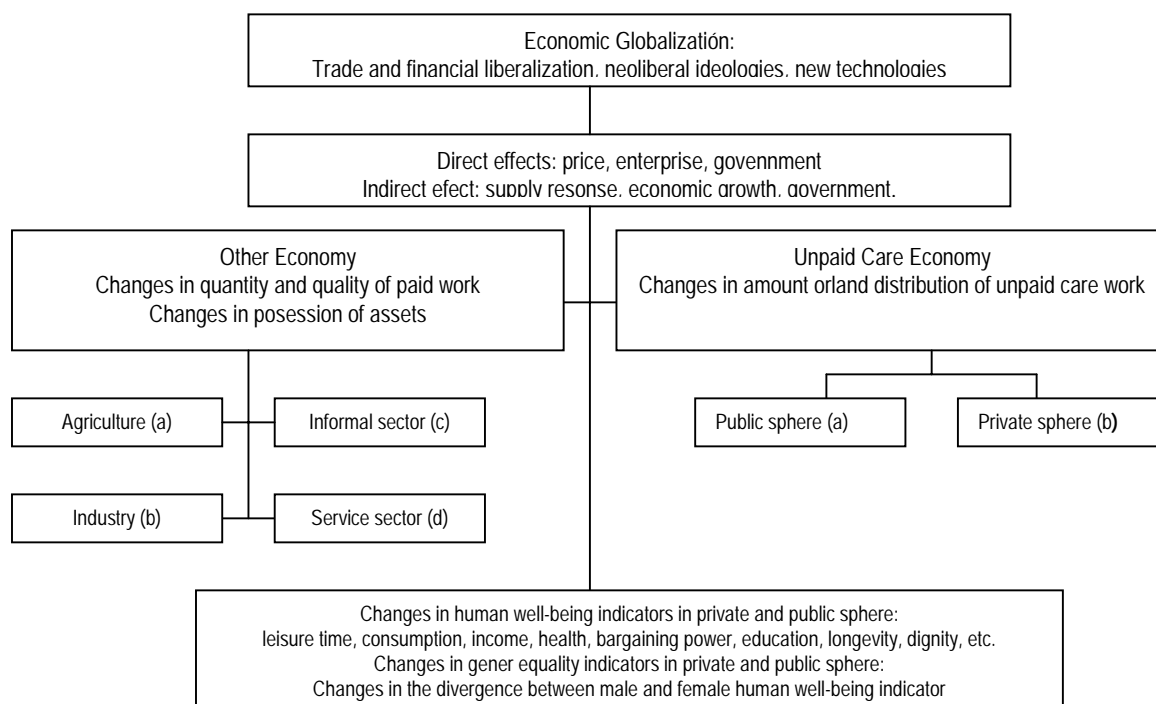 Economic Globalizatión:
Trade and financial liberalization, neoliberal ideologies, new technologies
Direct effects: price, enterprise, govennment
Indirect efect: supply resonse, economic growth, government.
Other Economy
Changes in quantity and quality of paid work
Changes in posession of assets
Unpaid Care Economy
Changes in amount orland distribution of unpaid care work
Agriculture (a)
Informal sector (c)
Public sphere (a)
Private sphere (b)
Industry (b)
Service sector (d)
Changes in human well-being indicators in private and public sphere:
leisure time, consumption, income, health, bargaining power, education, longevity, dignity, etc.
Changes in gener equality indicators in private and public sphere:
Changes in the divergence between male and female human well-being indicator